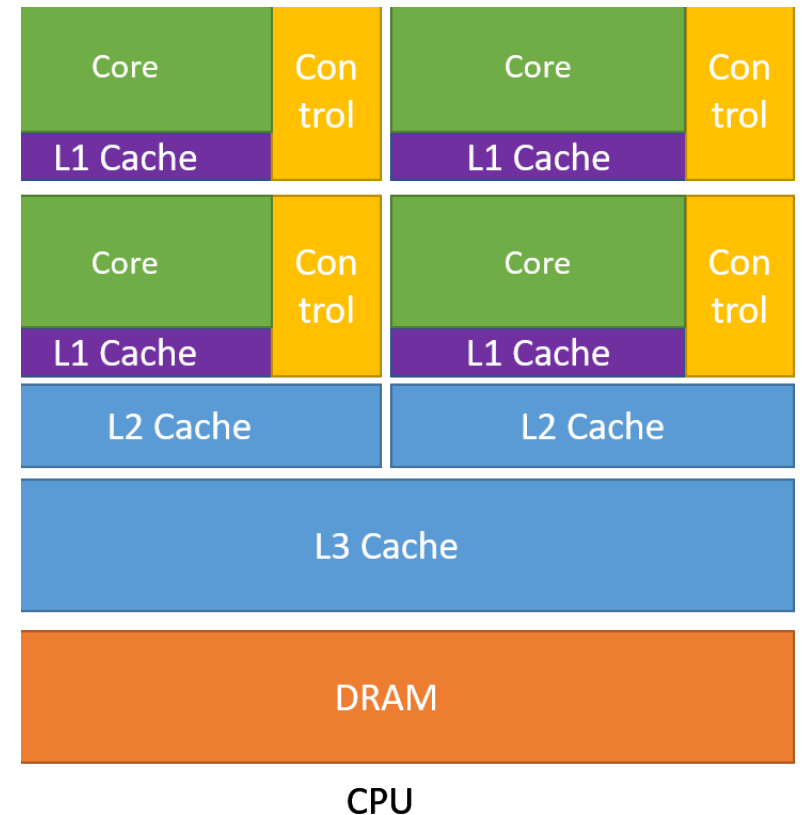 Core
Con
trol
L1 Cache
Core
Con
trol
L1 Cache
Core
Con
trol
L1 Cache
Core
Con
trol
L1 Cache
L2 Cache
L2 Cache
L3 Cache
DRAM
CPU